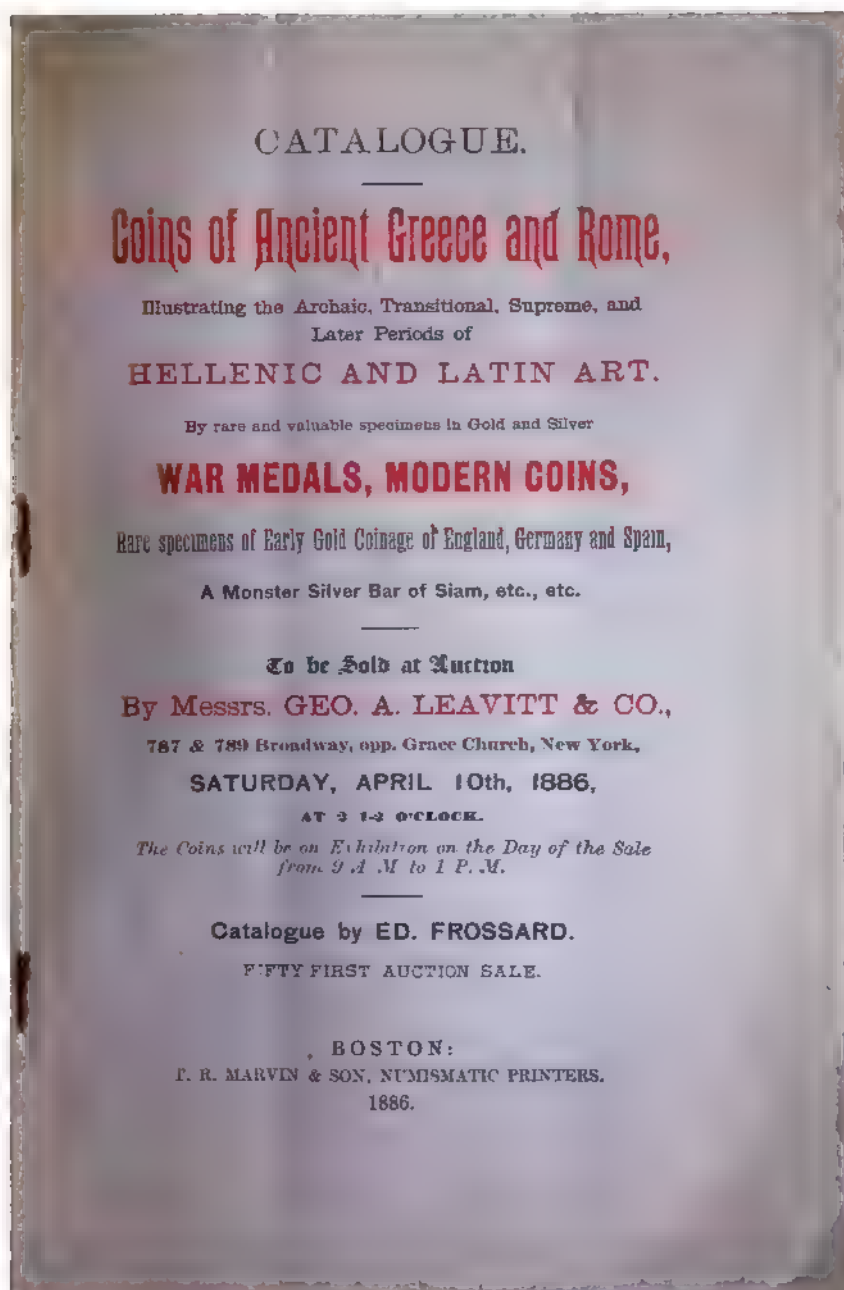 CATALOGUE.
Coins of Ancient Greece and Rome,
Illustrating the Archaic, Transitional, Supreme, and
Later Periods of
HELLENIC AND LATIN ART.
By rare and valuable specimens in Gold and Silver
WAR MEDALS, MODERN COINS,
Rare specimens of Early Gold Coinage of England, Germany and Spain,
A Monster Silver Bar of Siam, etc., etc.
To be Sold at Auction
By Messrs. GEO. A. LEAVITT & CO.,
787 & 789 Broadway, opp. Grace Church, New York,
SATURDAY, APRIL 10th, 1886,
AT O'CLOCK.
The Coins will be on Exhibition on the Day of the Sale
from 9 A.M to 1 P.M.
Catalogue by ED. FROSSARD.
FIFTY FIRST AUCTION SALE.
BOSTON:
T. R. MARVIN & SON, NUMISMATIC PRINTERS.
1886.